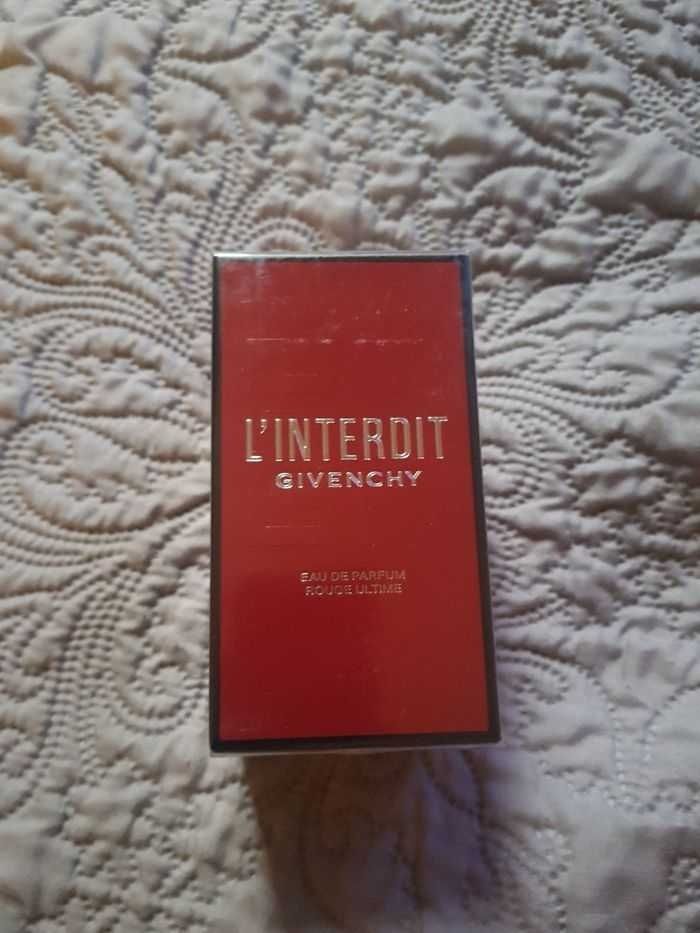 L'INTERDIT
GIVENCHY
EAU DE PARFUM
ROUGE ULTIME